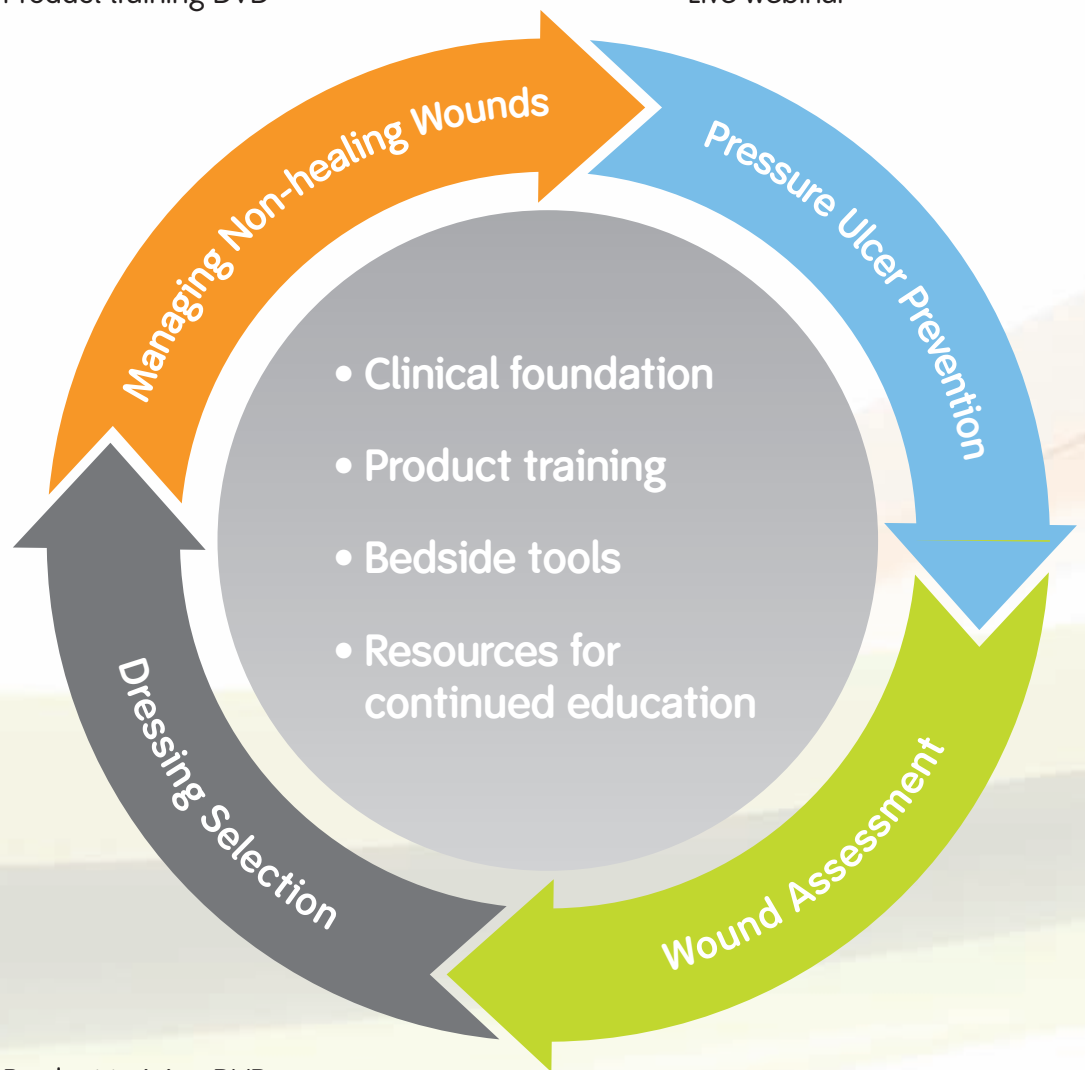 Product training DVD
Live webinar
Managing Non-healing Wounds
Pressure Ulcer Prevention
• Clinical foundation
• Product training
• Bedside tools
• Resources for
continued education
Dressing Selection
Wound Assessment
Product training DVD